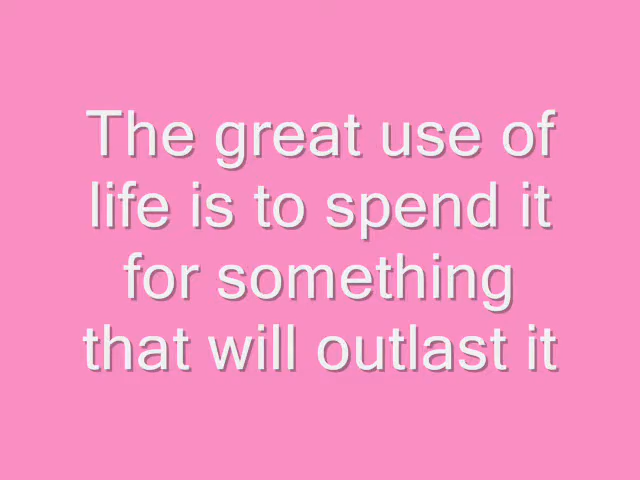 The great use of
life is to spend it
for something
that will outlast it